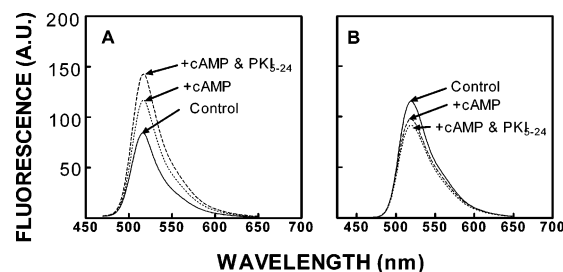 FLUORESCENCE (A.U.)
200
150
100
50
A
+cAMP & PKI5-24
+cAMP
Control
450 500 550 600 650 700
B
Control
+cAMP
+cAMP & PKI5-24
450 500 550 600 650 700
WAVELENGTH (nm)